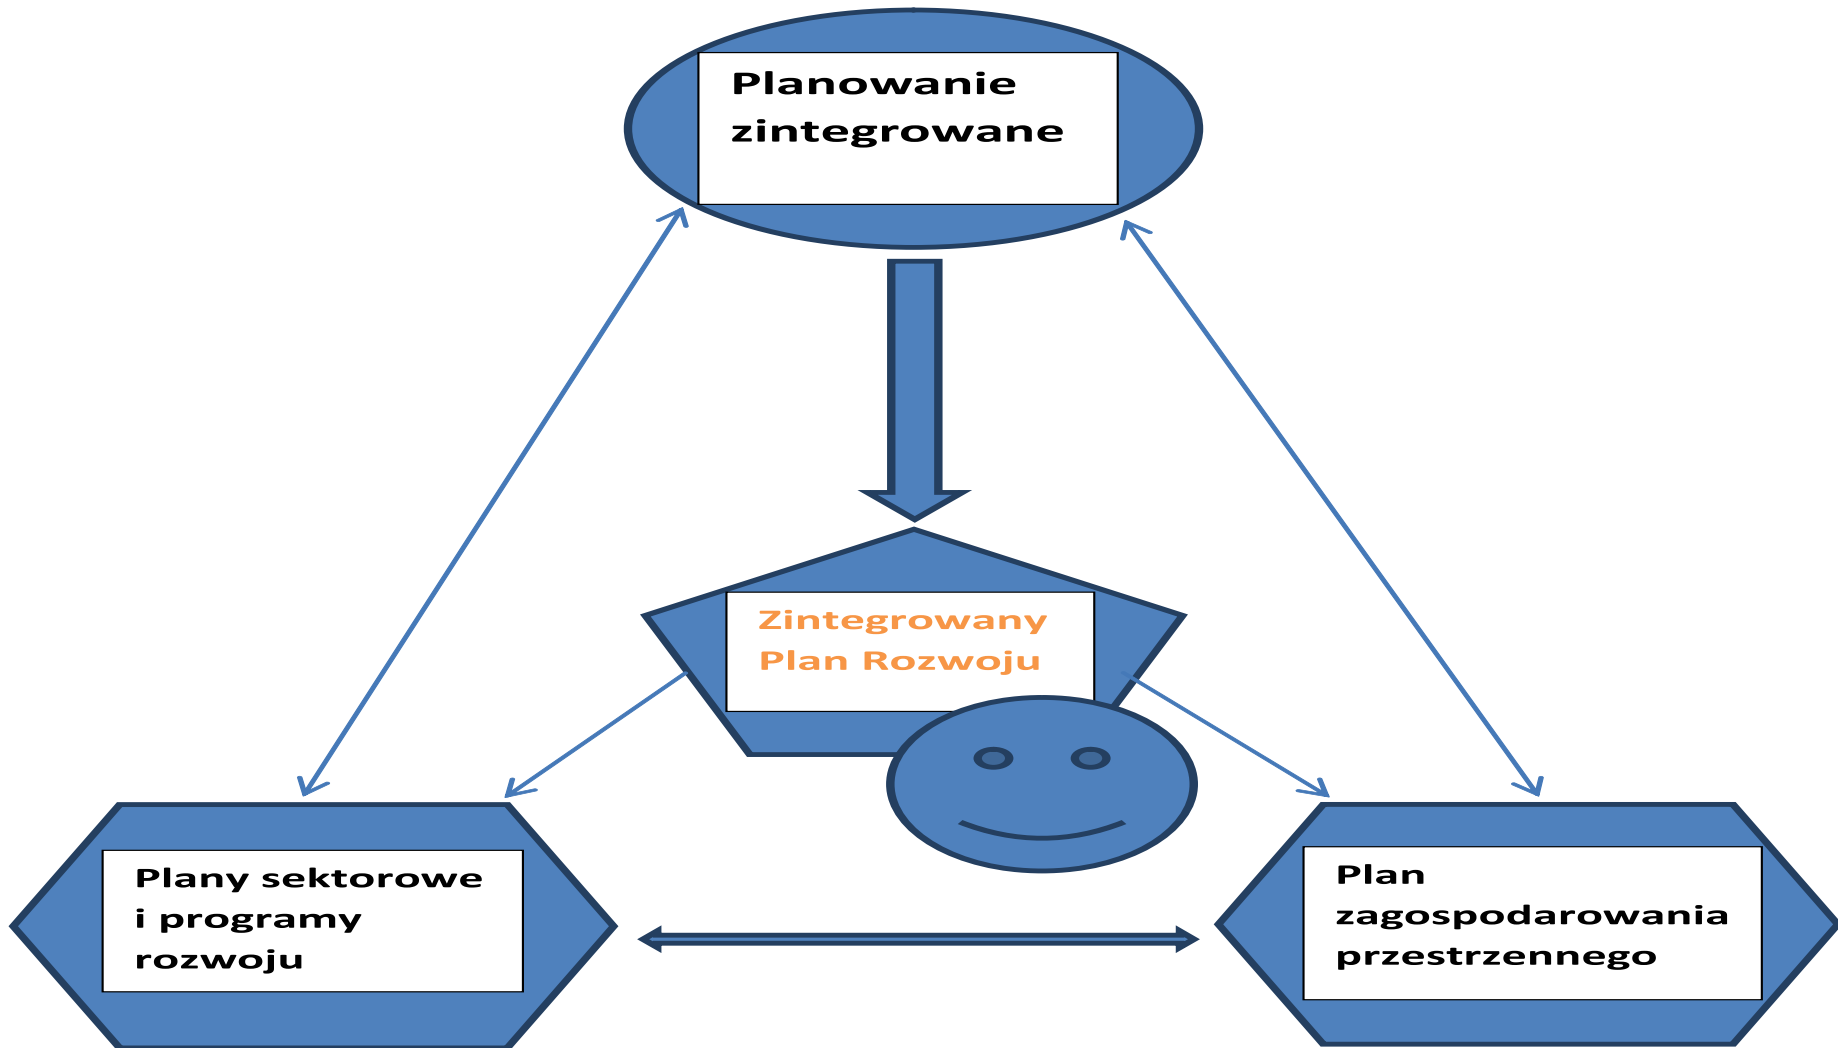 Planowanie
zintegrowane
Zintegrowany
Plan Rozwoju
Plany sektorowe
i programy
rozwoju
Plan
zagospodarowania
przestrzennego